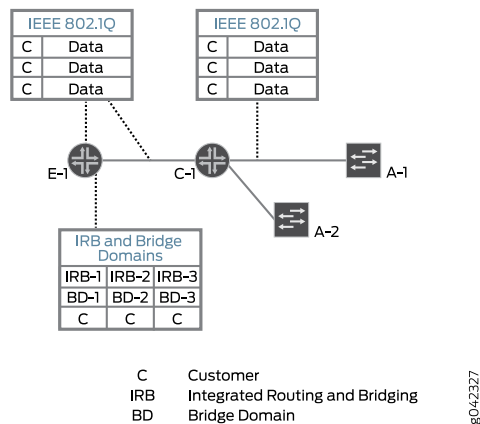 IEEE 802.1Q
C Data
C Data
C Data
IEEE 802.1Q
C Data
C Data
C Data
E-1
C-1
A-1
A-2
IRB and Bridge
Domains
IRB-1 IRB-2 IRB-3
BD-1 BD-2 BD-3
C C C
C Customer
IRB Integrated Routing and Bridging
BD Bridge Domain
g042327